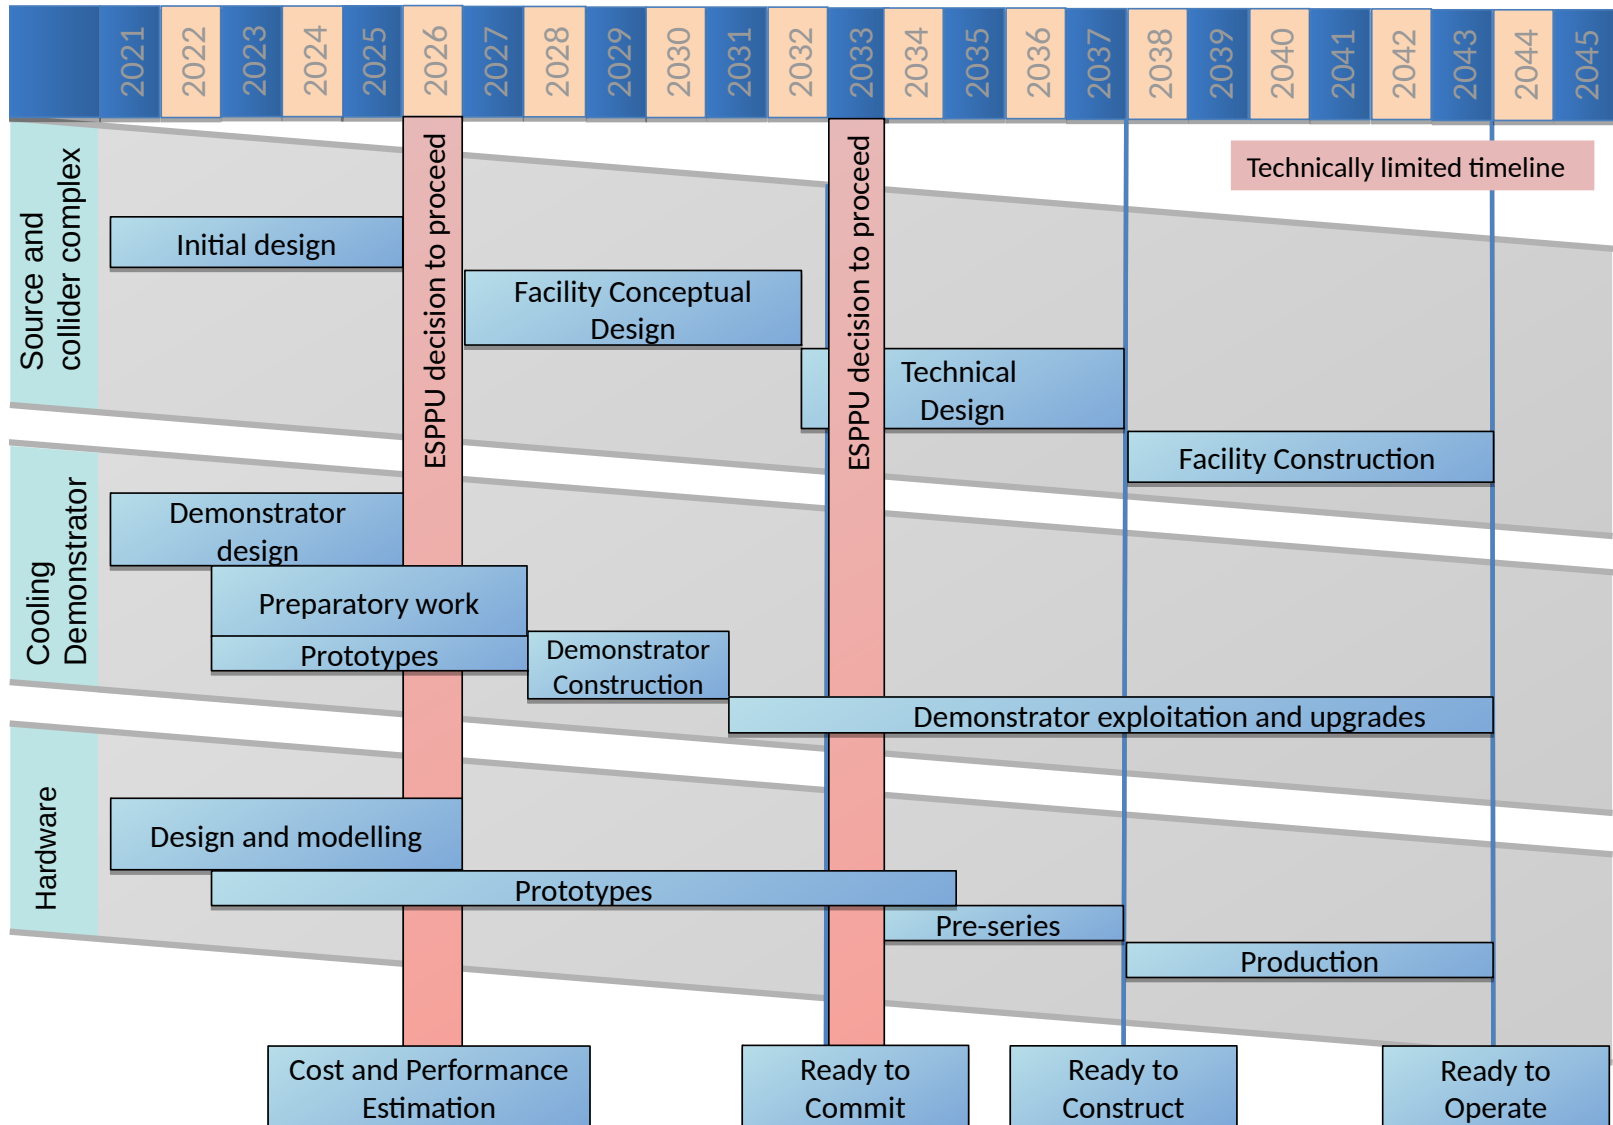 2021
2022
2023
2024
2025
2026
2027
2028
2029
2030
2031
2032
2033
2034
2035
2036
2037
2038
2039
2040
2041
2042
2043
2044
2045
Technically limited timeline
Source and
collider complex
ESPPU decision to proceed
ESPPU decision to proceed
Initial design
Facility Conceptual
Design
Technical
Design
Facility Construction
Cooling
Demonstrator
Demonstrator
design
Preparatory work
Prototypes
Demonstrator
Construction
Demonstrator exploitation and upgrades
Hardware
Design and modelling
Prototypes
Pre-series
Production
Cost and Performance
Estimation
Ready to
Commit
Ready to
Construct
Ready to
Operate